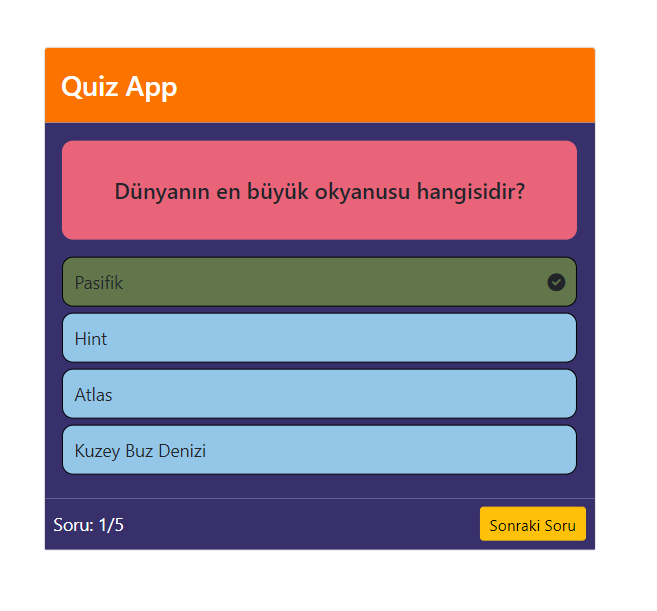 Quiz App
Dünyanın en büyük okyanusu hangisidir?
Pasifik
Hint
Atlas
Kuzey Buz Denizi
Soru: 1/5
Sonraki Soru